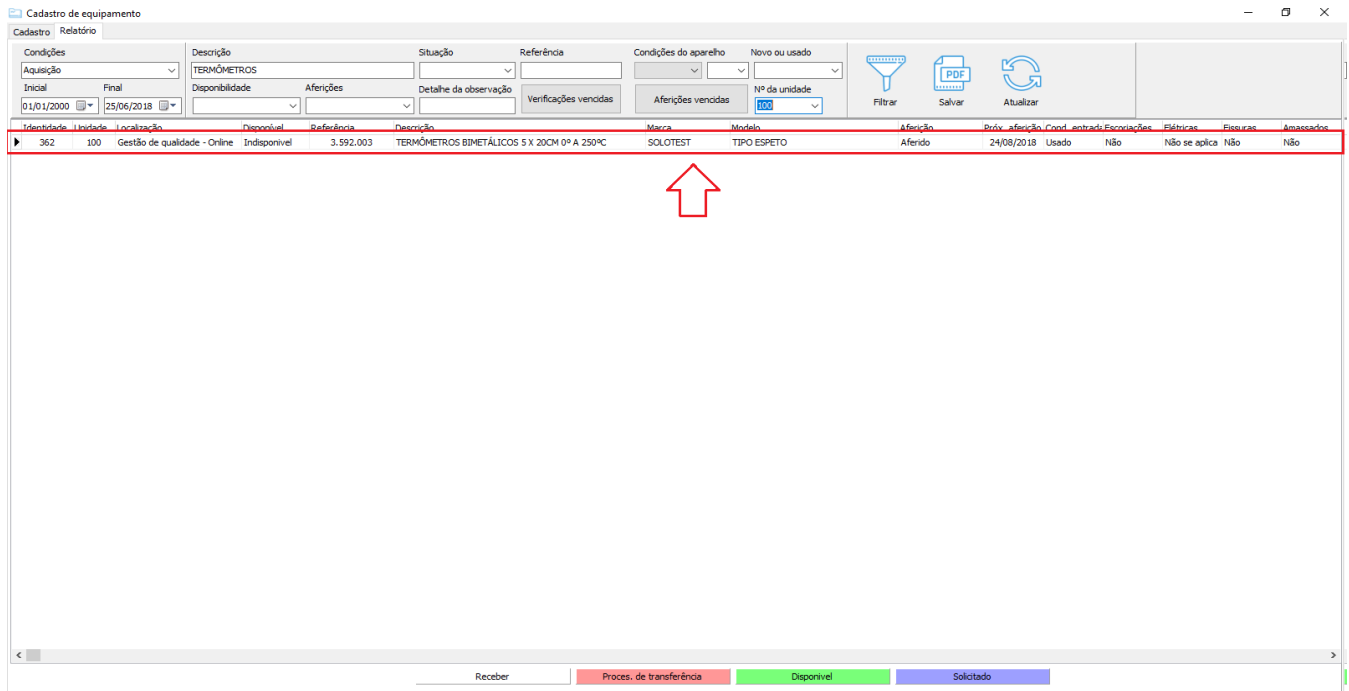 Cadastro de equipamento
Cadastro Relatório
Condições Descrição Situação Referência Condições do aparelho Novo ou usado
Aquisição TERMÔMETROS
Inicial Final Disponibilidade Aferições Detalhe da observação Verificações vencidas Aferições vencidas Nº da unidade
01/01/2000 25/06/2018 100
Filtrar PDF Salvar Atualizar
Identidade Unidade Localização Disponível Referência Descrição Marca Modelo Aferição Próx. aferição Cond. entrada Escoriações Elétricas Fissuras Amassados
362 100 Gestão de qualidade - Online Indisponivel 3.592.003 TERMÔMETROS BIMETÁLICOS 5 X 20CM 0º A 250ºC SOLOTEST TIPO ESPETO Aferido 24/08/2018 Usado Não Não se aplica Não Não
Receber Proces. de transferência Disponivel Solicitado